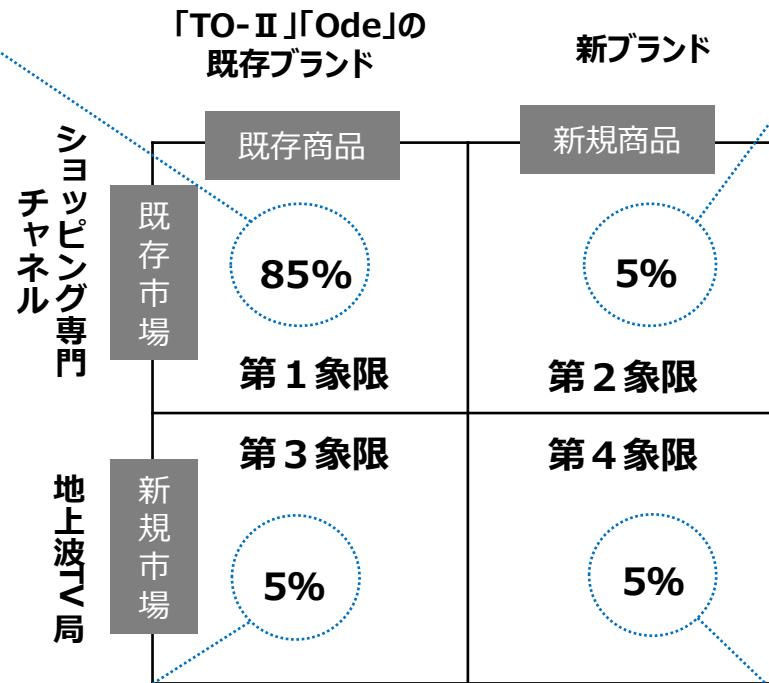 「TO-Ⅱ」「Ode」の
既存ブランド
新ブランド
既存商品
新規商品
ショッピング専門
チャネル
既存市場
85%
5%
第１象限
第２象限
第３象限
第４象限
地上波TV局
新規市場
5%
5%